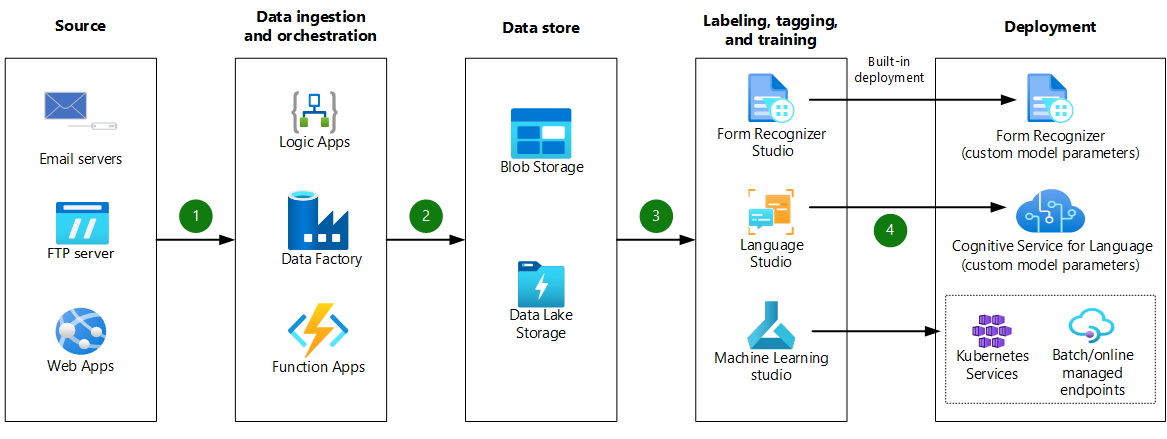 Source
Data ingestion
and orchestration
Data store
Labeling, tagging,
and training
Deployment
Built-in
deployment
Email servers
FTP server
Web Apps
1
Logic Apps
Data Factory
Function Apps
2
Blob Storage
Data Lake
Storage
3
Form Recognizer
Studio
Language
Studio
Machine Learning
studio
4
Form Recognizer
(custom model parameters)
Cognitive Service for Language
(custom model parameters)
Kubernetes
Services
Batch/online
managed
endpoints